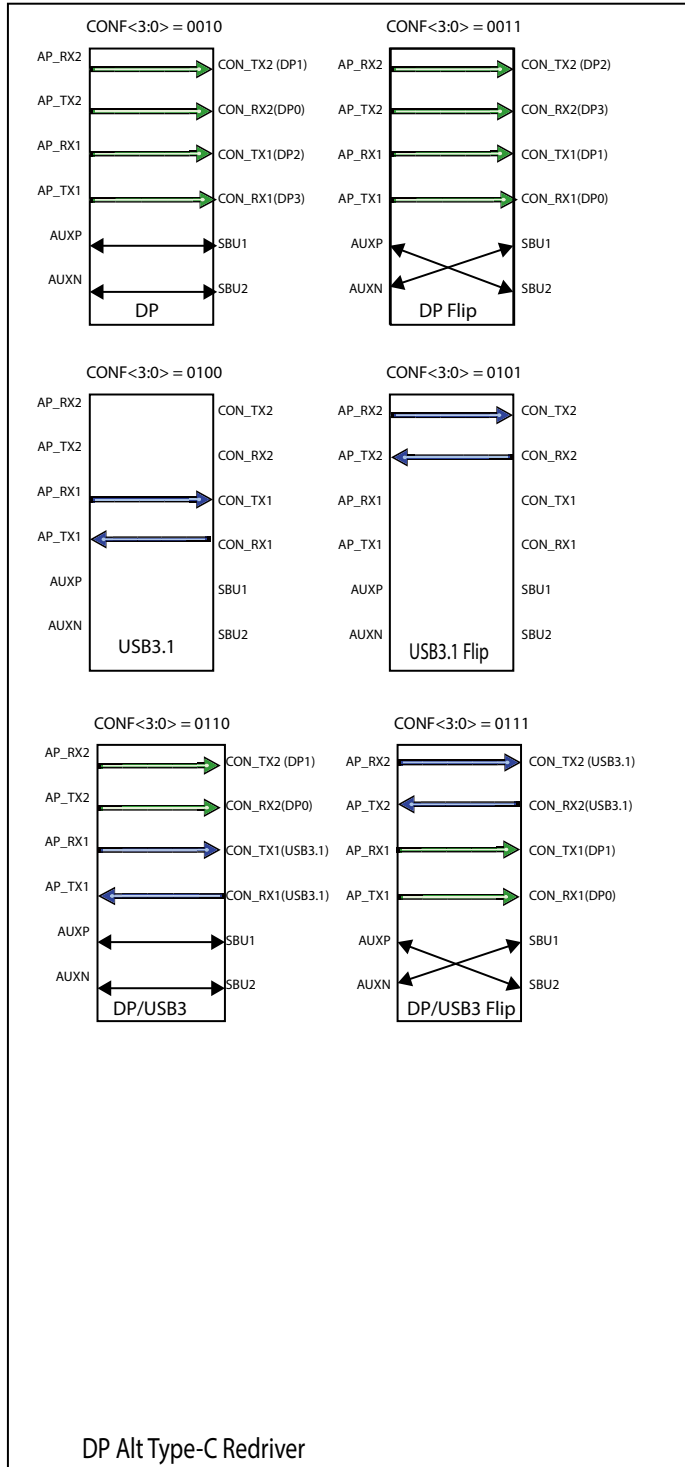 CONF<3:0> = 0010
AP_RX2
CON_TX2 (DP1)
AP_TX2
CON_RX2(DP0)
AP_RX1
CON_TX1(DP2)
AP_TX1
CON_RX1(DP3)
AUXP
SBU1
AUXN
SBU2
DP
CONF<3:0> = 0011
AP_RX2
CON_TX2 (DP2)
AP_TX2
CON_RX2(DP3)
AP_RX1
CON_TX1(DP1)
AP_TX1
CON_RX1(DP0)
AUXP
SBU1
AUXN
SBU2
DP Flip
CONF<3:0> = 0100
AP_RX2
CON_TX2
AP_TX2
CON_RX2
AP_RX1
CON_TX1
AP_TX1
CON_RX1
AUXP
SBU1
AUXN
SBU2
USB3.1
CONF<3:0> = 0101
AP_RX2
CON_TX2
AP_TX2
CON_RX2
AP_RX1
CON_TX1
AP_TX1
CON_RX1
AUXP
SBU1
AUXN
SBU2
USB3.1 Flip
CONF<3:0> = 0110
AP_RX2
CON_TX2 (DP1)
AP_TX2
CON_RX2(DP0)
AP_RX1
CON_TX1(USB3.1)
AP_TX1
CON_RX1(USB3.1)
AUXP
SBU1
AUXN
SBU2
DP/USB3
CONF<3:0> = 0111
AP_RX2
CON_TX2 (USB3.1)
AP_TX2
CON_RX2(USB3.1)
AP_RX1
CON_TX1(DP1)
AP_TX1
CON_RX1(DP0)
AUXP
SBU1
AUXN
SBU2
DP/USB3 Flip
DP Alt Type-C Redriver